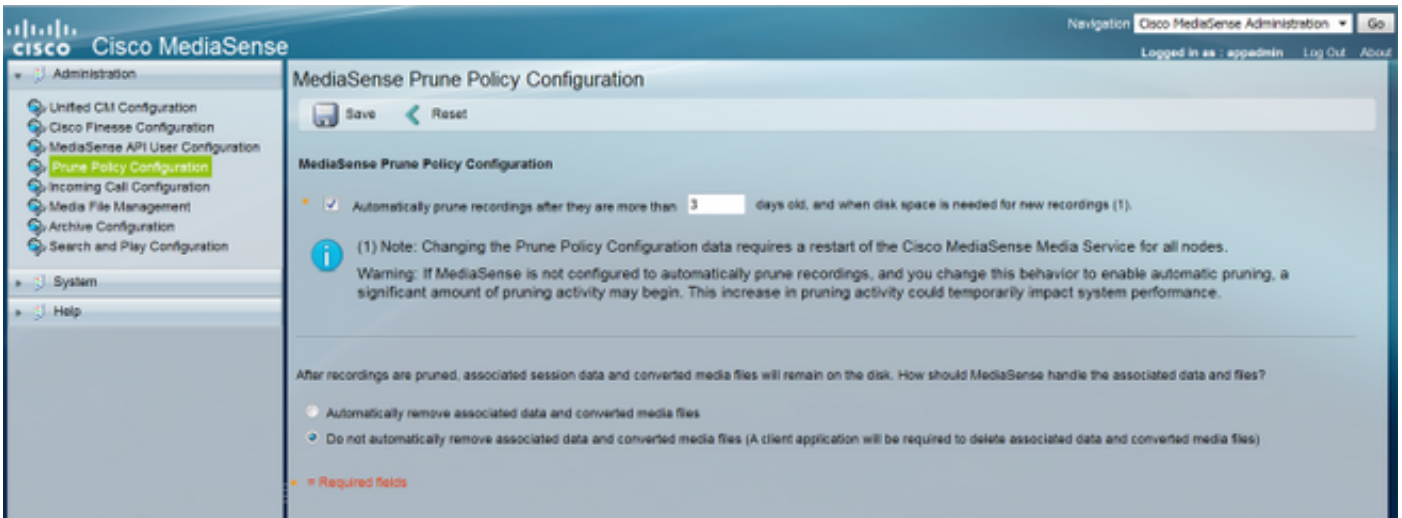 Navigation Cisco MediaSense Administration Go
CISCO Cisco MediaSense
Logged in as : appadmin Log Out About
Administration
Unified CM Configuration
Cisco Finesse Configuration
MediaSense API User Configuration
Prune Policy Configuration
Incoming Call Configuration
Media File Management
Archive Configuration
Search and Play Configuration
System
Help
MediaSense Prune Policy Configuration
Save Reset
MediaSense Prune Policy Configuration
* Automatically prune recordings after they are more than 3 days old, and when disk space is needed for new recordings (1).
(1) Note: Changing the Prune Policy Configuration data requires a restart of the Cisco MediaSense Media Service for all nodes.
Warning: If MediaSense is not configured to automatically prune recordings, and you change this behavior to enable automatic pruning, a
significant amount of pruning activity may begin. This increase in pruning activity could temporarily impact system performance.
After recordings are pruned, associated session data and converted media files will remain on the disk. How should MediaSense handle the associated data and files?
Automatically remove associated data and converted media files
Do not automatically remove associated data and converted media files (A client application will be required to delete associated data and converted media files)
* = Required fields